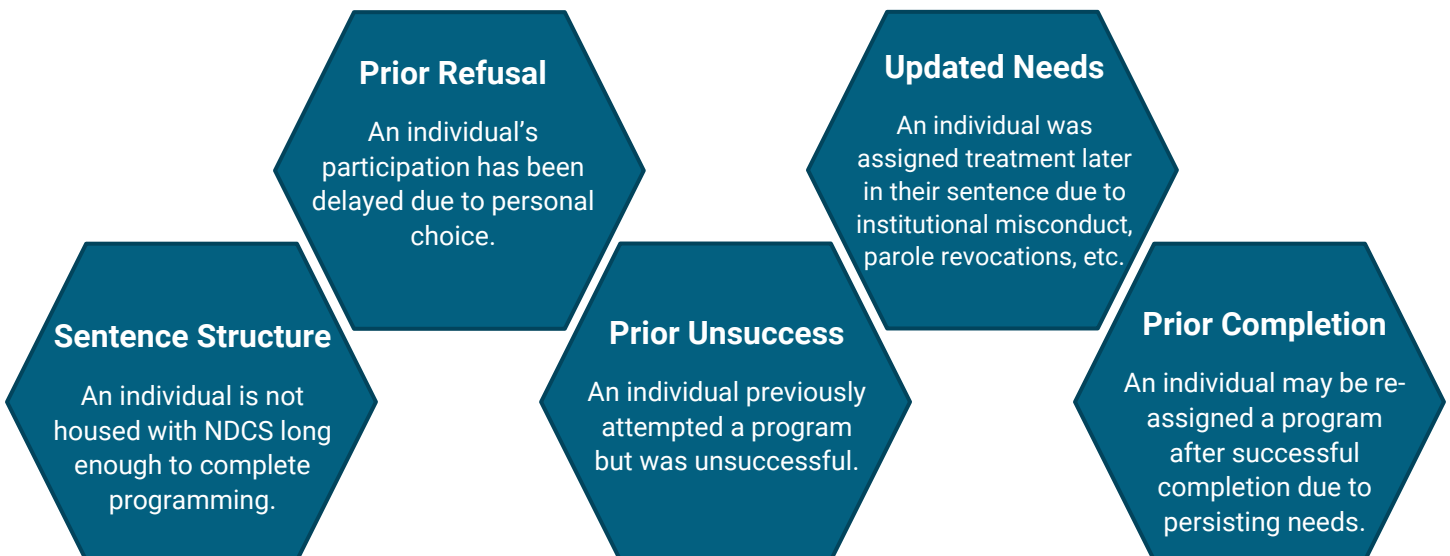 Sentence Structure
An individual is not
housed with NDCS long
enough to complete
programming.
Prior Refusal
An individual’s
participation has been
delayed due to personal
choice.
Prior Unsuccess
An individual previously
attempted a program
but was unsuccessful.
Updated Needs
An individual was
assigned treatment later
in their sentence due to
institutional misconduct,
parole revocations, etc.
Prior Completion
An individual may be re-
assigned a program
after successful
completion due to
persisting needs.